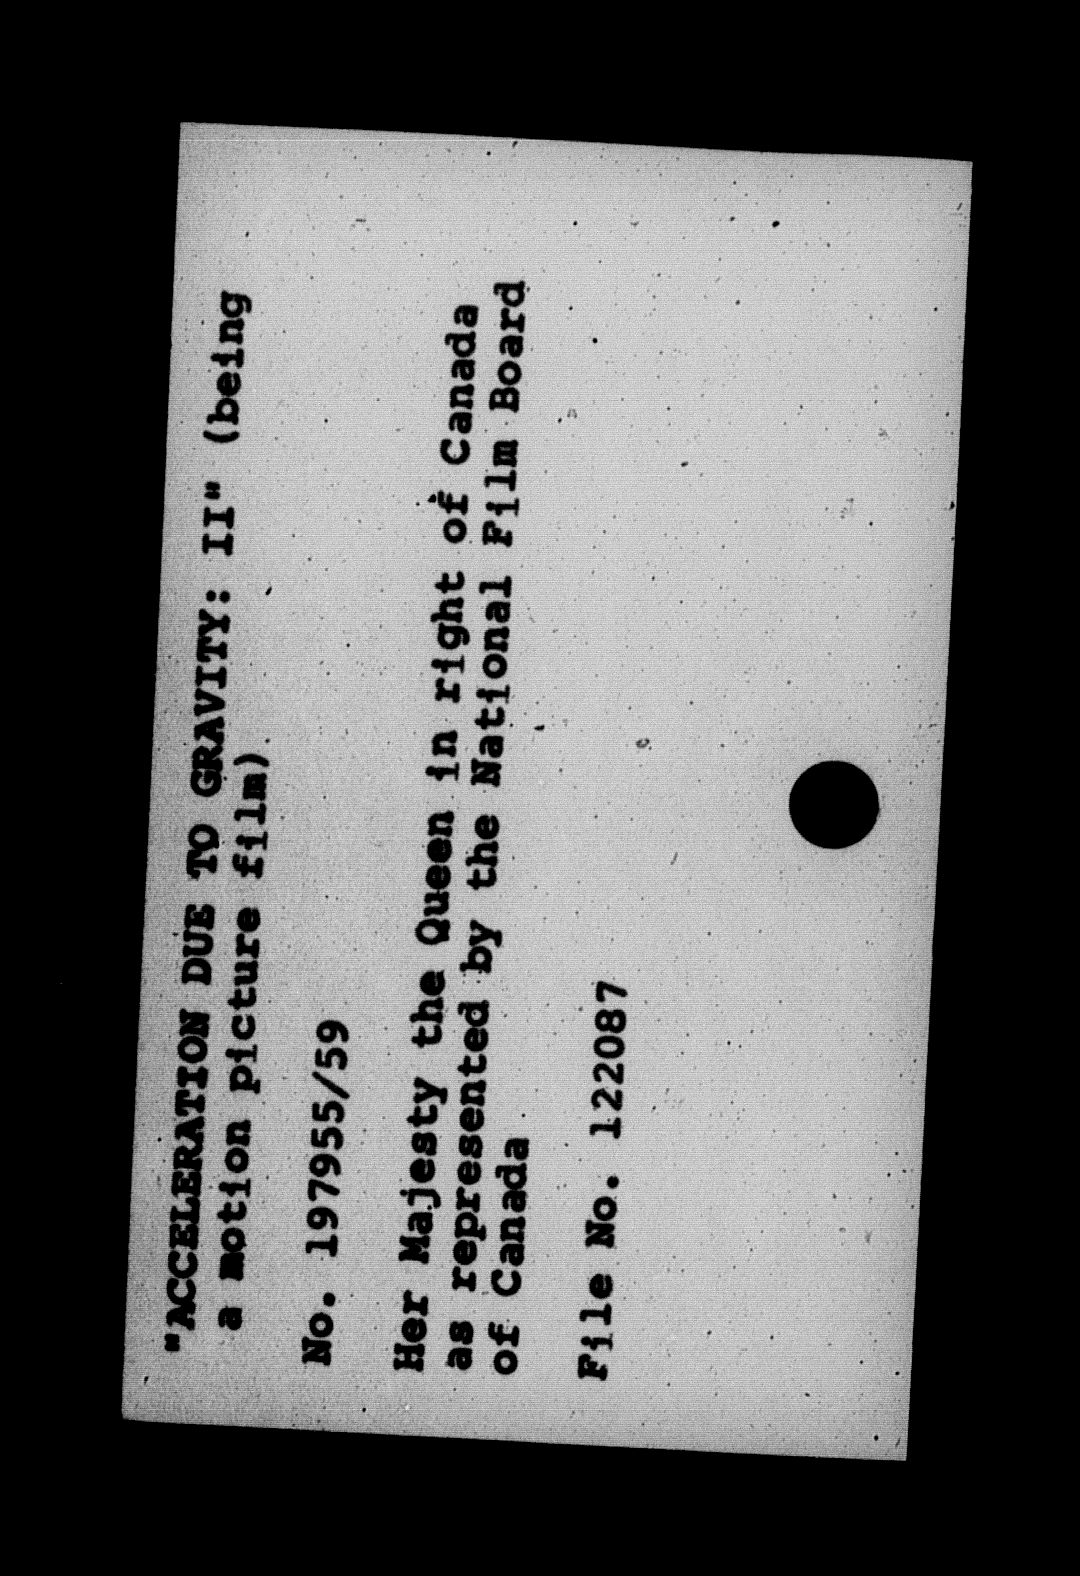 "ACCELERATION DUE TO GRAVITY: II" (being
a motion picture film)
No. 197955/59
Her Majesty the Queen in right of Canada
as represented by the National Film Board
of Canada
File No. 122087